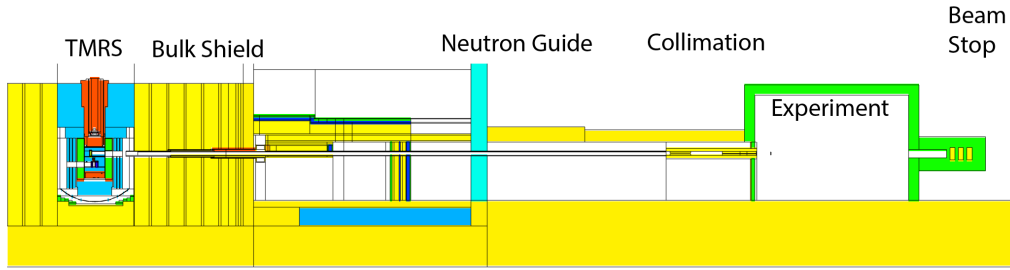 TMRS
Bulk Shield
Neutron Guide
Collimation
Beam
Stop
Experiment